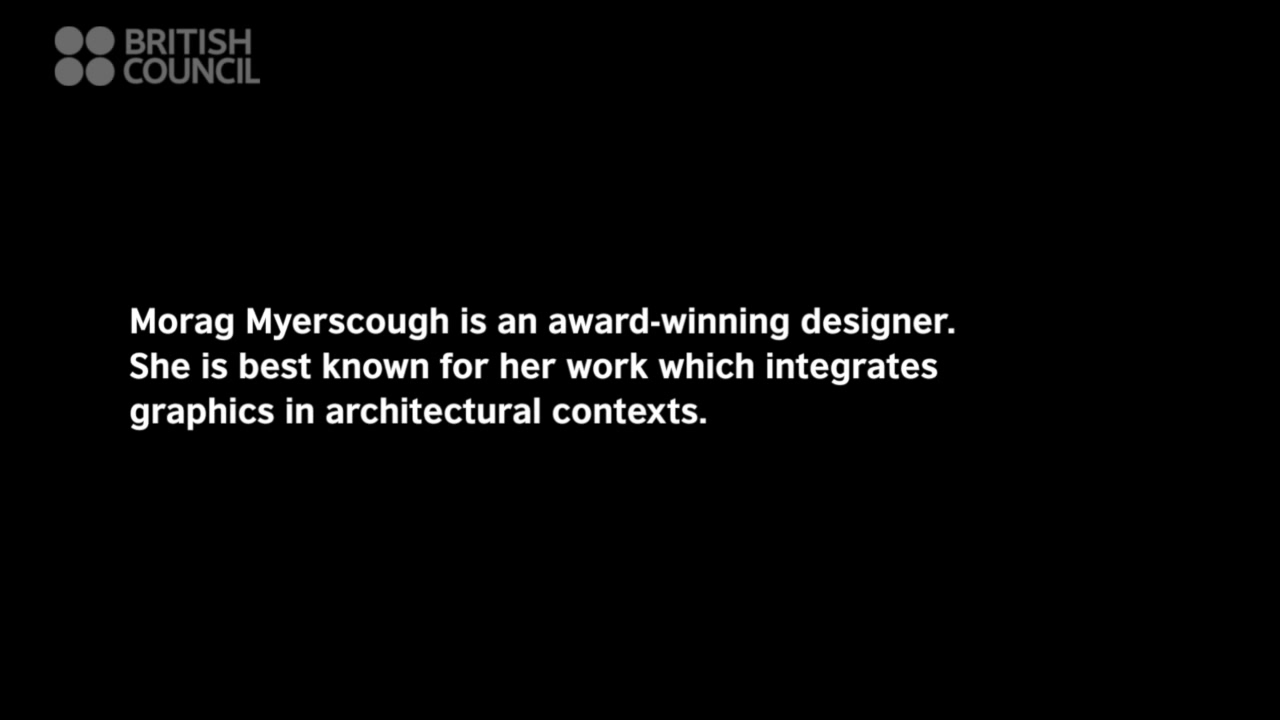 BRITISH
COUNCIL
Morag Myerscough is an award-winning designer.
She is best known for her work which integrates
graphics in architectural contexts.